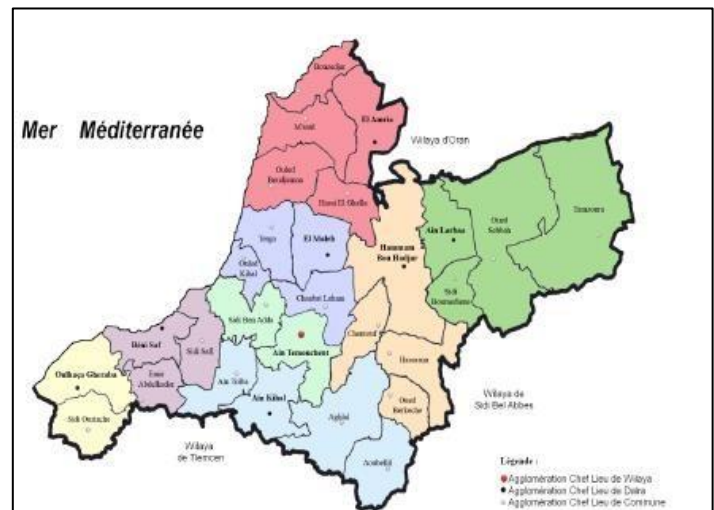 Bouzedjar
M'said
El Amria
Mer Méditerranée
Wilaya d'Oran
Oulad
Boudjemaa
Hassi El Ghella
Terga
El Maleh
Hammam
Bou Hadjar
Ain Larbaa
Oued
Sebbah
Tamzoura
Oulad
Kihal
Sidi
Boumediene
Chaabet Leham
Sidi Ben Adda
Chentouf
Béni Saf
Sidi Safi
Ain Temouchent
Hassasna
Oulhaça Gheraba
Emir
Abdelkader
Ain Tolba
Ain Kihal
Aghlal
Oued
Berkeche
Wilaya de
Sidi Bel Abbes
Sidi Ouriache
Wilaya
de Tlemcen
Aoubellil
Légende :
Agglomération Chef Lieu de Wilaya
Agglomération Chef Lieu de Daïra
Agglomération Chef Lieu de Commune